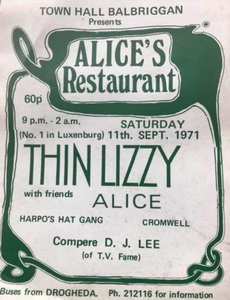 TOWN HALL BALBRIGGAN
Presents
ALICE'S
Restaurant
60p
9 p.m. - 2 a.m. SATURDAY
(No. 1 in Luxenburg) 11th. SEPT. 1971
THIN LIZZY
with friends ALICE
HARPO'S HAT GANG CROMWELL
Compere D. J. LEE
(of T.V. Fame)
Buses from DROGHEDA. Ph. 212116 for information